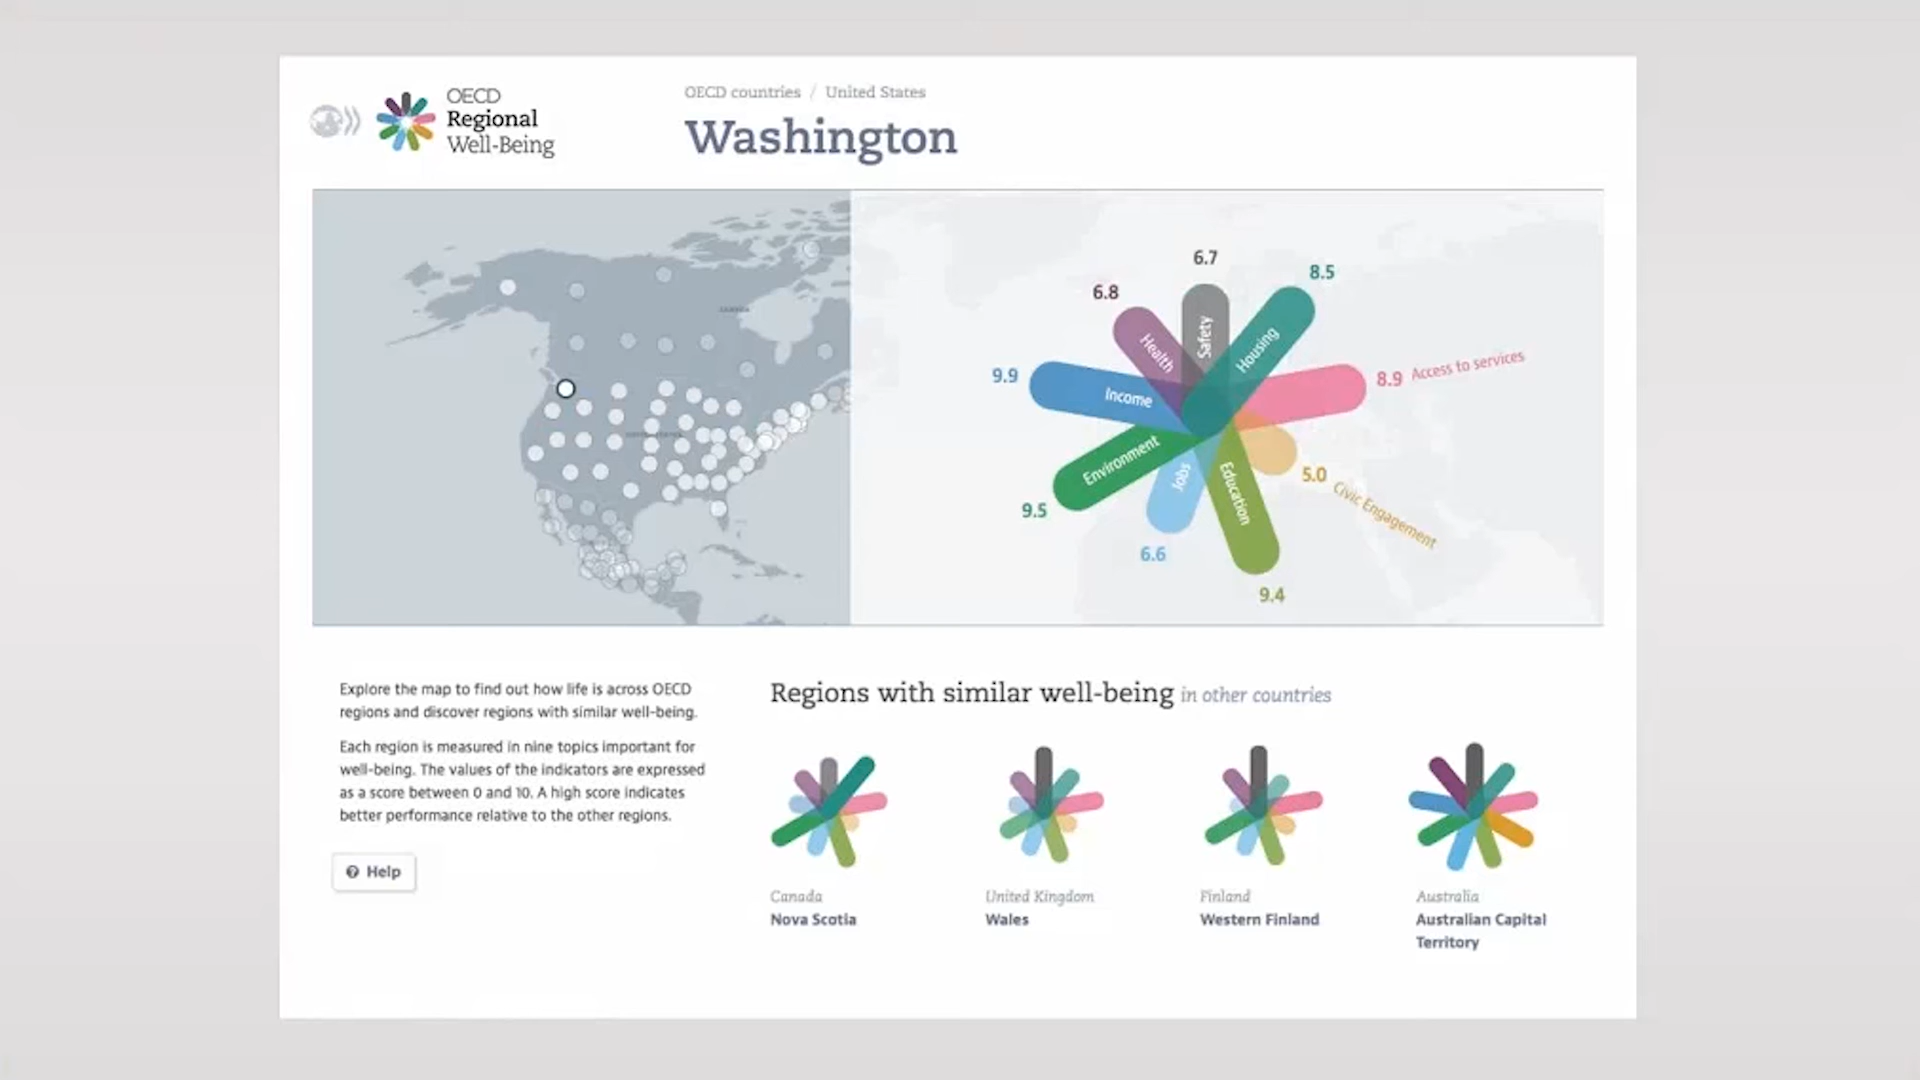 OECD
Regional
Well-Being
OECD countries / United States
Washington
CANADA
6.7
8.5
6.8
Safety
Housing
Health
9.9
Income
8.9 Access to services
Environment
Jobs
Education
5.0 Civic Engagement
9.5
6.6
9.4
Explore the map to find out how life is across OECD
regions and discover regions with similar well-being.
Each region is measured in nine topics important for
well-being. The values of the indicators are expressed
as a score between 0 and 10. A high score indicates
better performance relative to the other regions.
Help
Regions with similar well-being in other countries
Canada
Nova Scotia
United Kingdom
Wales
Finland
Western Finland
Australia
Australian Capital
Territory